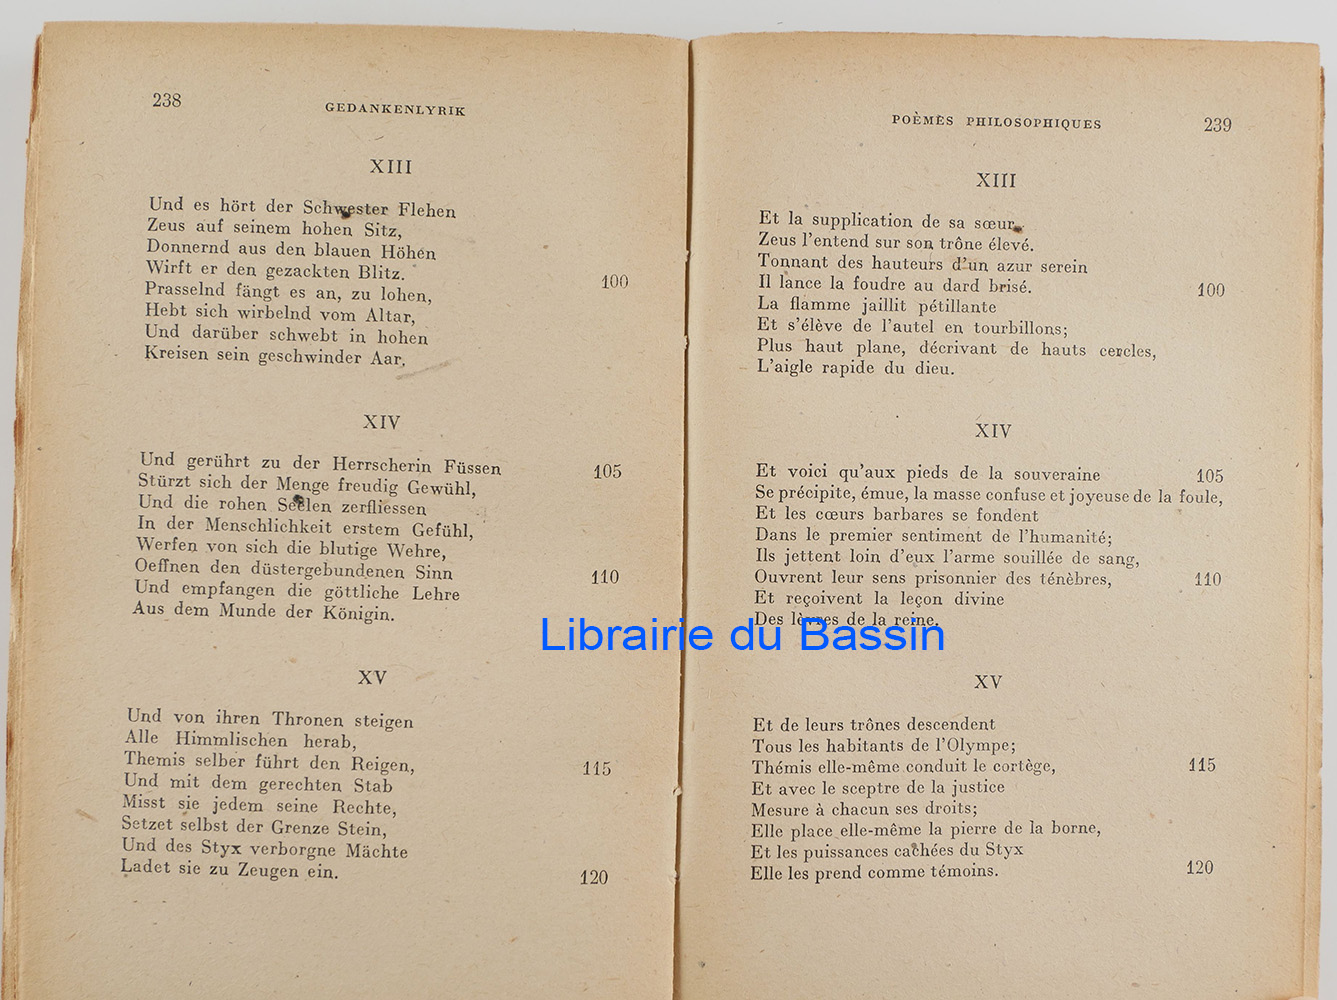 238
GEDANKENLYRIK
XIII
Und es hört der Schwester Flehen
Zeus auf seinem hohen Sitz,
Donnernd aus den blauen Höhen
Wirft er den gezackten Blitz.
100
Prasselnd fängt es an, zu lohen,
Hebt sich wirbelnd vom Altar,
Und darüber schwebt in hohen
Kreisen sein geschwinder Aar.
XIV
Und gerührt zu der Herrscherin Füssen
105
Stürzt sich der Menge freudig Gewühl,
Und die rohen Seelen zerfliessen
In der Menschlichkeit erstem Gefühl,
Werfen von sich die blutige Wehre,
Oeffnen den düstergebundenen Sinn
110
Und empfangen die göttliche Lehre
Aus dem Munde der Königin.
XV
Und von ihren Thronen steigen
Alle Himmlischen herab,
Themis selber führt den Reigen,
115
Und mit dem gerechten Stab
Misst sie jedem seine Rechte,
Setzet selbst der Grenze Stein,
Und des Styx verborgne Mächte
Ladet sie zu Zeugen ein.
120
POÈMES PHILOSOPHIQUES
239
XIII
Et la supplication de sa sœur,
Zeus l'entend sur son trône élevé.
Tonnant des hauteurs d'un azur serein
Il lance la foudre au dard brisé.
100
La flamme jaillit pétillante
Et s'élève de l'autel en tourbillons;
Plus haut plane, décrivant de hauts cercles,
L'aigle rapide du dieu.
XIV
Et voici qu'aux pieds de la souveraine
105
Se précipite, émue, la masse confuse et joyeuse de la foule,
Et les cœurs barbares se fondent
Dans le premier sentiment de l'humanité;
Ils jettent loin d'eux l'arme souillée de sang,
Ouvrent leur sens prisonnier des ténèbres,
110
Et reçoivent la leçon divine
Des lèvres de la reine.
Librairie du Bassin
XV
Et de leurs trônes descendent
Tous les habitants de l'Olympe;
Thémis elle-même conduit le cortège,
115
Et avec le sceptre de la justice
Mesure à chacun ses droits;
Elle place elle-même la pierre de la borne,
Et les puissances cachées du Styx
Elle les prend comme témoins.
120